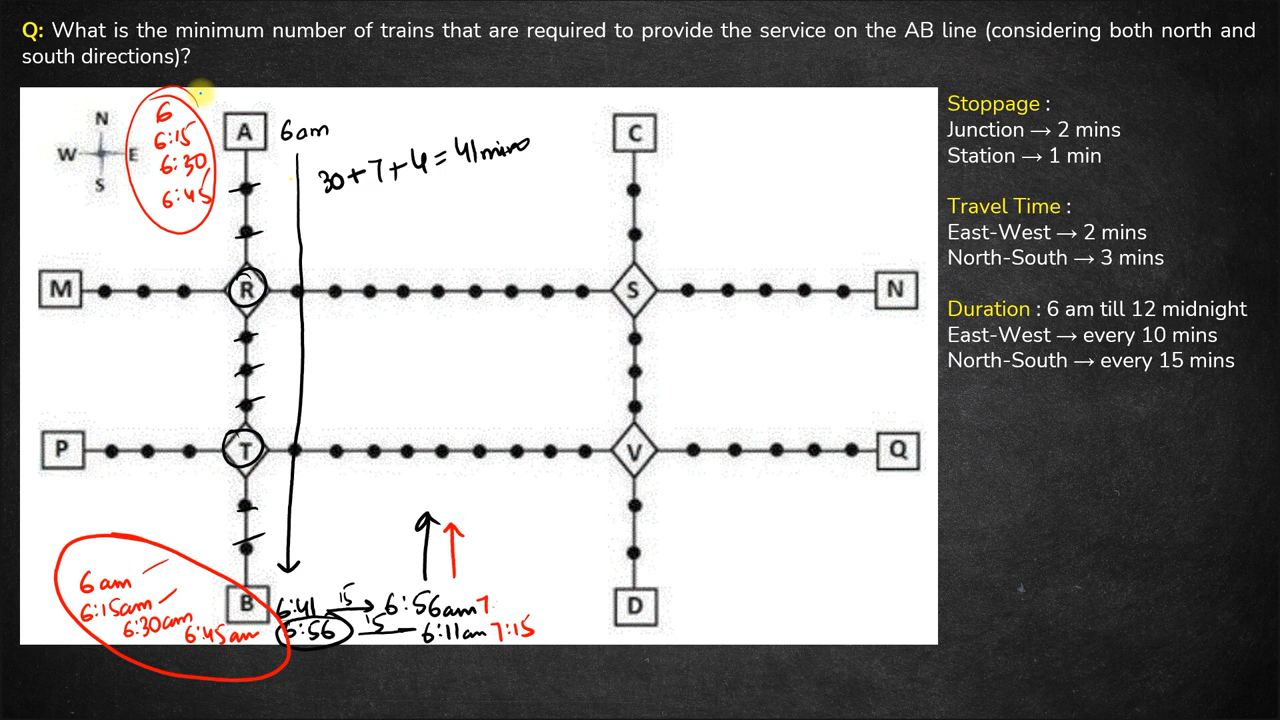 Q: What is the minimum number of trains that are required to provide the service on the AB line (considering both north and
south directions)?
N
W E
S
6
6:15
6:30
6:45
A 6am
30+7+4=41mins
C
M R S N
P T V Q
B
D
6am
6:15am
6:30am
6:45am
6:41 15 6:56am 7
6:56 15 6:11am 7:15
Stoppage :
Junction → 2 mins
Station → 1 min
Travel Time :
East-West → 2 mins
North-South → 3 mins
Duration : 6 am till 12 midnight
East-West → every 10 mins
North-South → every 15 mins